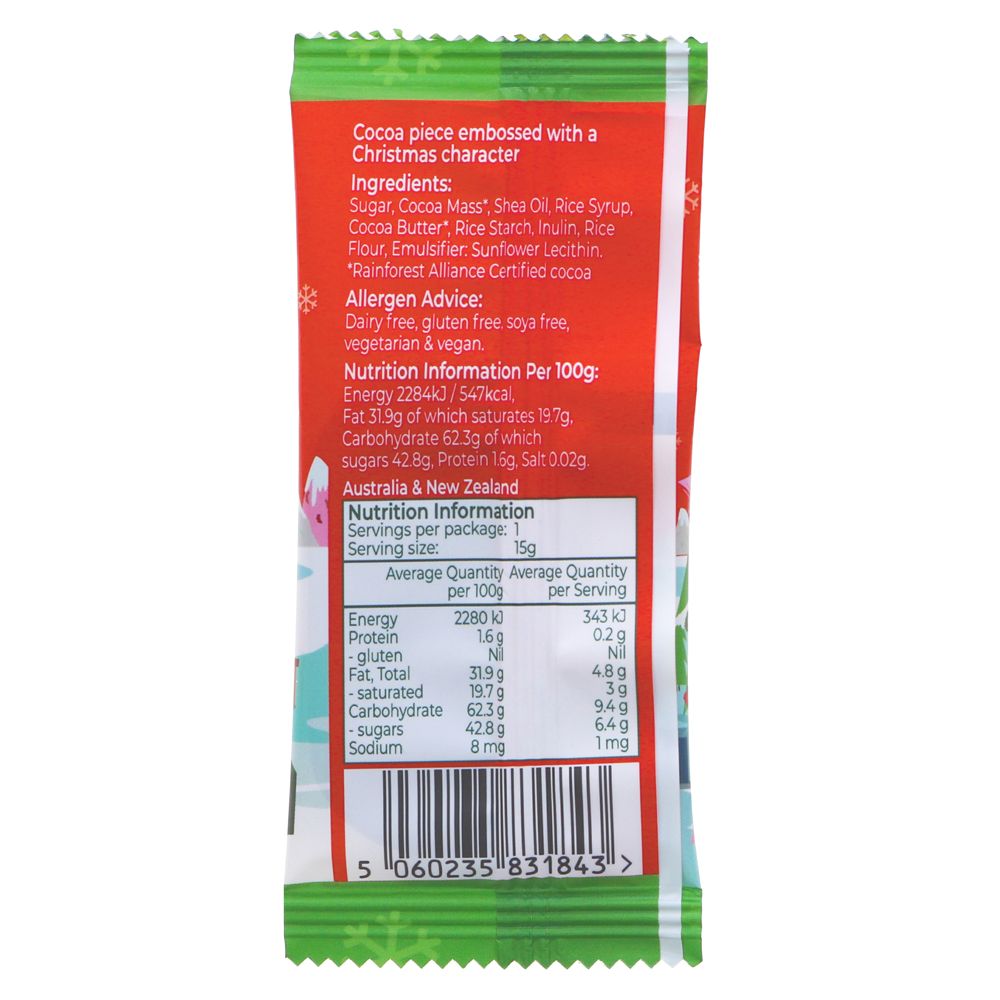 Cocoa piece embossed with a
Christmas character
Ingredients:
Sugar, Cocoa Mass*, Shea Oil, Rice Syrup,
Cocoa Butter*, Rice Starch, Inulin, Rice
Flour, Emulsifier: Sunflower Lecithin.
*Rainforest Alliance Certified cocoa
Allergen Advice:
Dairy free, gluten free, soya free,
vegetarian & vegan.
Nutrition Information Per 100g:
Energy 2284kJ / 547kcal,
Fat 31.9g of which saturates 19.7g,
Carbohydrate 62.3g of which
sugars 42.8g, Protein 1.6g, Salt 0.02g.
Australia & New Zealand
Nutrition Information
Servings per package: 1
Serving size: 15g
Average Quantity Average Quantity
per 100g per Serving
Energy 2280 kJ 343 kJ
Protein 1.6 g 0.2 g
- gluten Nil Nil
Fat, Total 31.9 g 4.8 g
- saturated 19.7 g 3 g
Carbohydrate 62.3 g 9.4 g
- sugars 42.8 g 6.4 g
Sodium 8 mg 1 mg
5 060235 831843 >